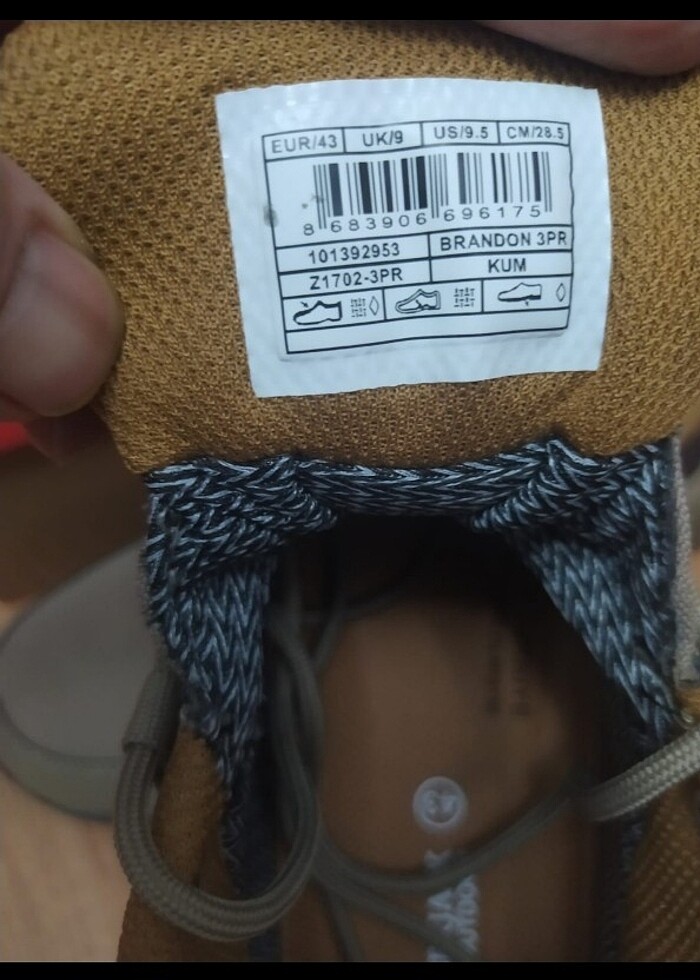 EUR/43 UK/9 US/9.5 CM/28.5
8 683906 696175
101392953 BRANDON 3PR
Z1702-3PR KUM
43